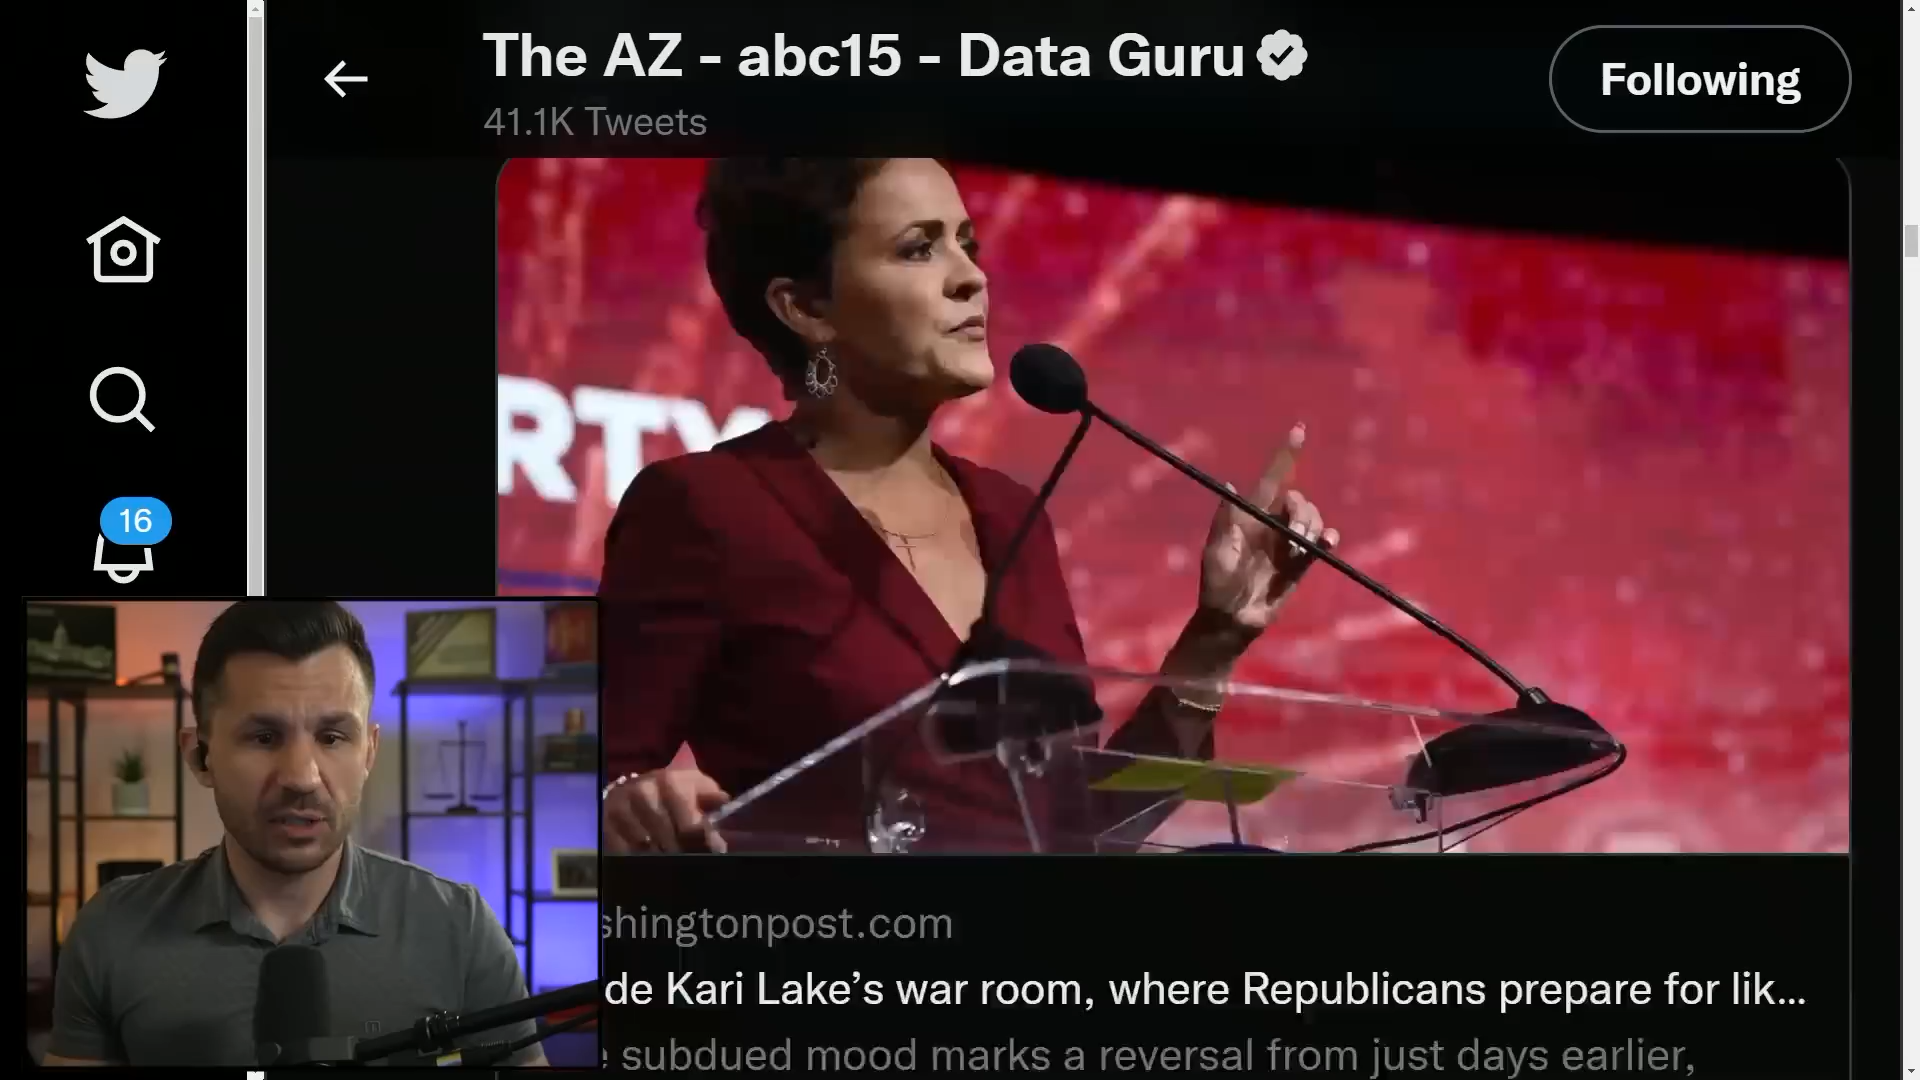 The AZ - abc15 - Data Guru
41.1K Tweets
Following
16
RTY
shingtonpost.com
de Kari Lake’s war room, where Republicans prepare for lik...
subdued mood marks a reversal from just days earlier,